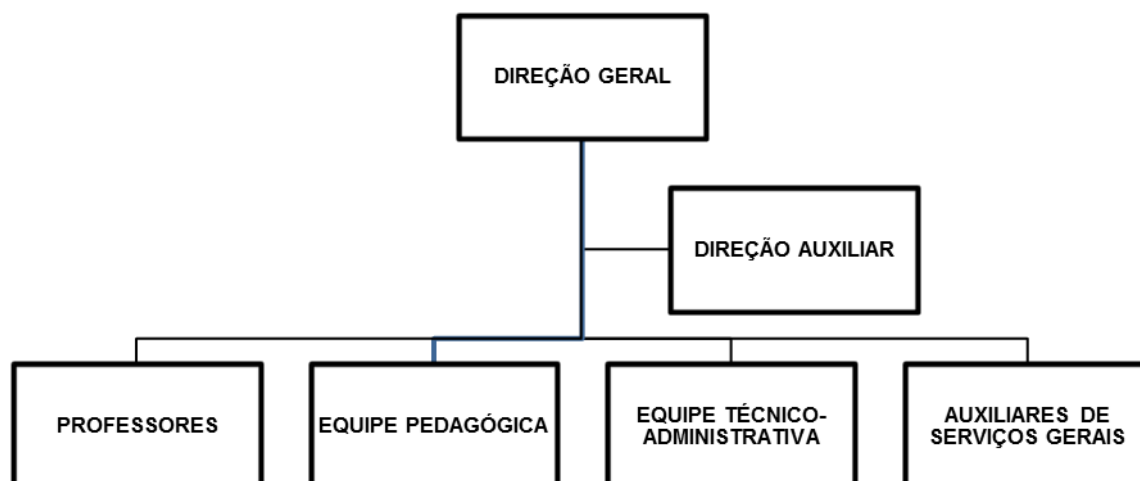 DIREÇÃO GERAL
DIREÇÃO AUXILIAR
PROFESSORES
EQUIPE PEDAGÓGICA
EQUIPE TÉCNICO-
ADMINISTRATIVA
AUXILIARES DE
SERVIÇOS GERAIS